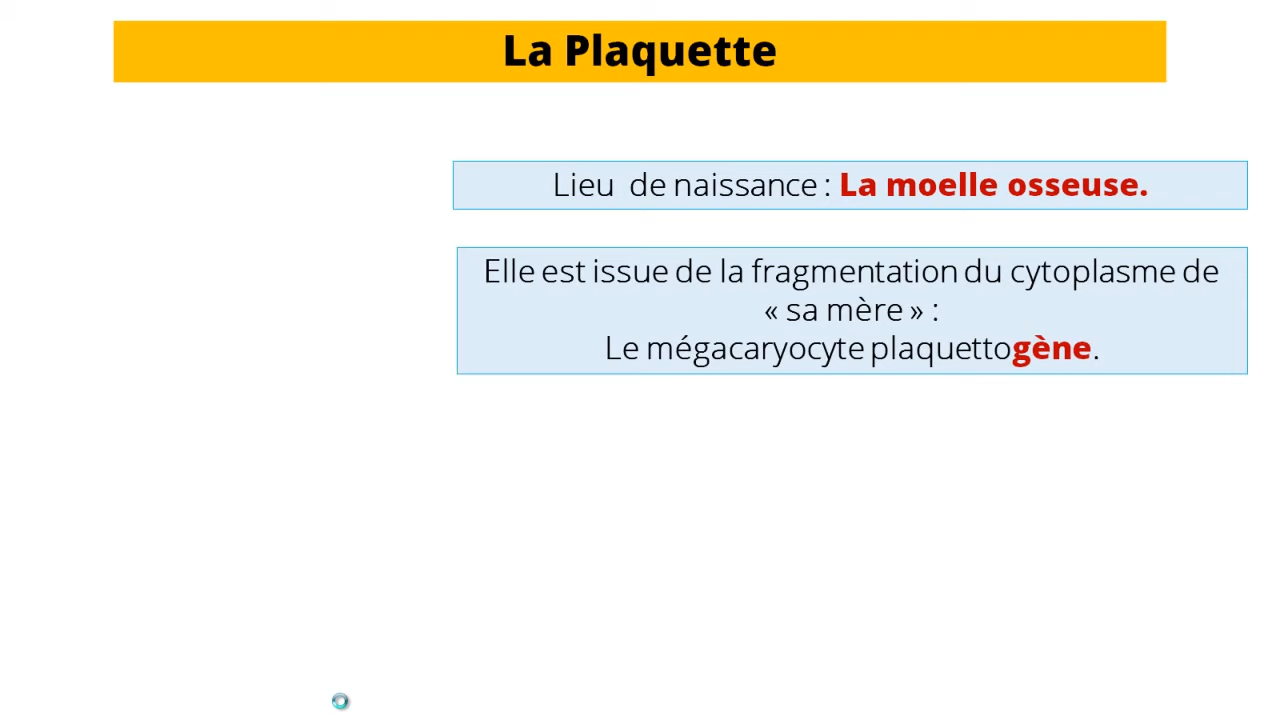 La Plaquette
Lieu de naissance : La moelle osseuse.
Elle est issue de la fragmentation du cytoplasme de
« sa mère » :
Le mégacaryocyte plaquettogène.